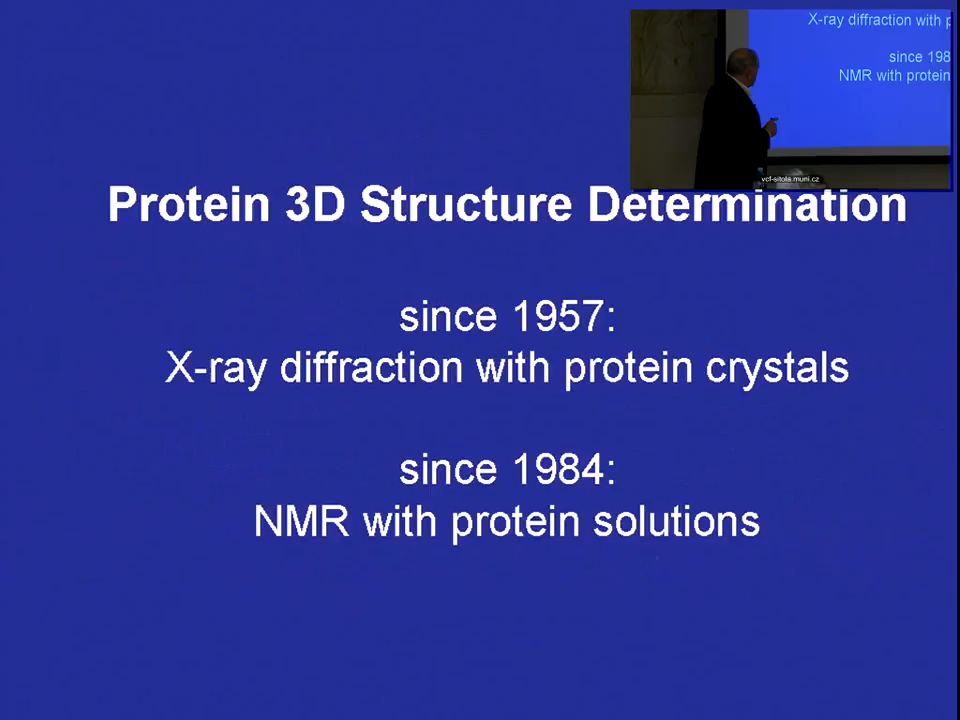 X-ray diffraction with p
since 198
NMR with protein
vcf-sitola.muni.cz
Protein 3D Structure Determination
since 1957:
X-ray diffraction with protein crystals
since 1984:
NMR with protein solutions